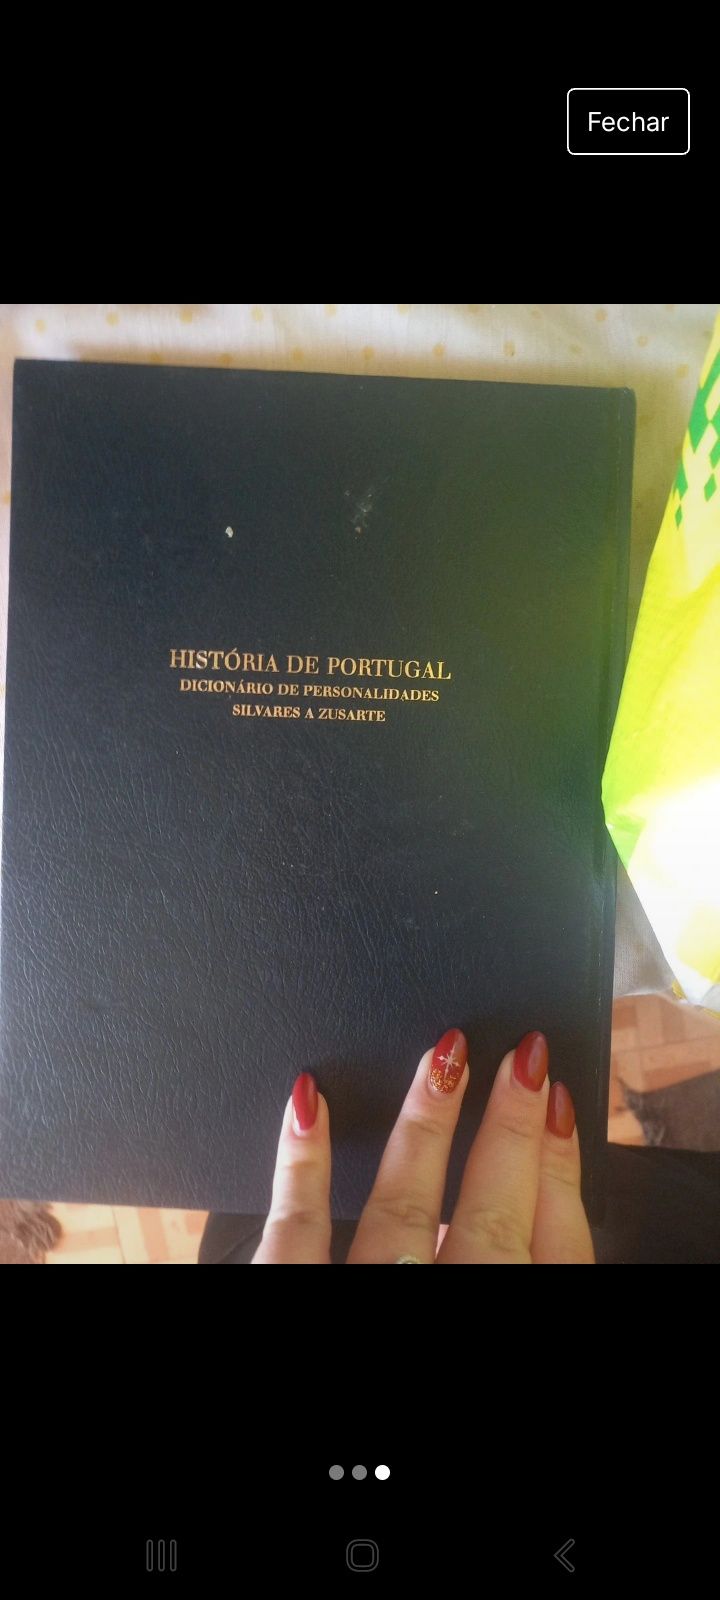 Fechar
HISTÓRIA DE PORTUGAL
DICIONÁRIO DE PERSONALIDADES
SILVARES A ZUSARTE